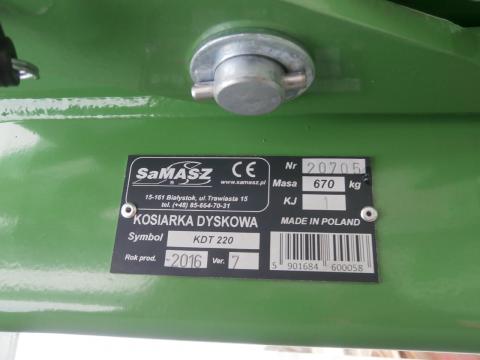 SaMASZ CE
www.samasz.pl
15-161 Białystok, ul. Trawiasta 15
tel. (+48) 85-664-70-31
KOSIARKA DYSKOWA
Symbol KDT 220
Rok prod. 2016 Ver. 7
Nr 20705
Masa 670 kg
KJ 1
MADE IN POLAND
5 901684 600058